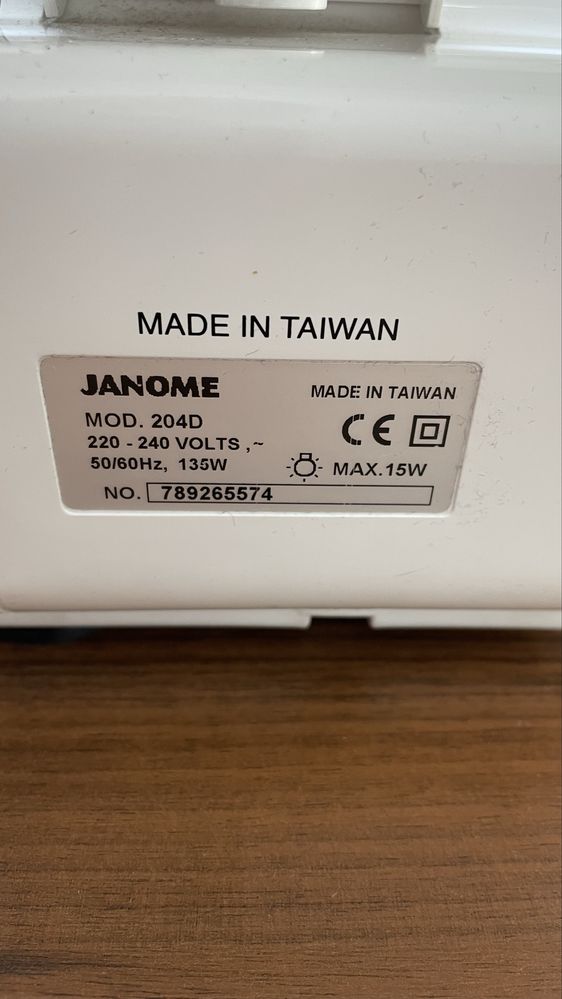 MADE IN TAIWAN
JANOME
MADE IN TAIWAN
MOD. 204D
220 - 240 VOLTS ,~
50/60Hz, 135W
CE
MAX.15W
NO. 789265574